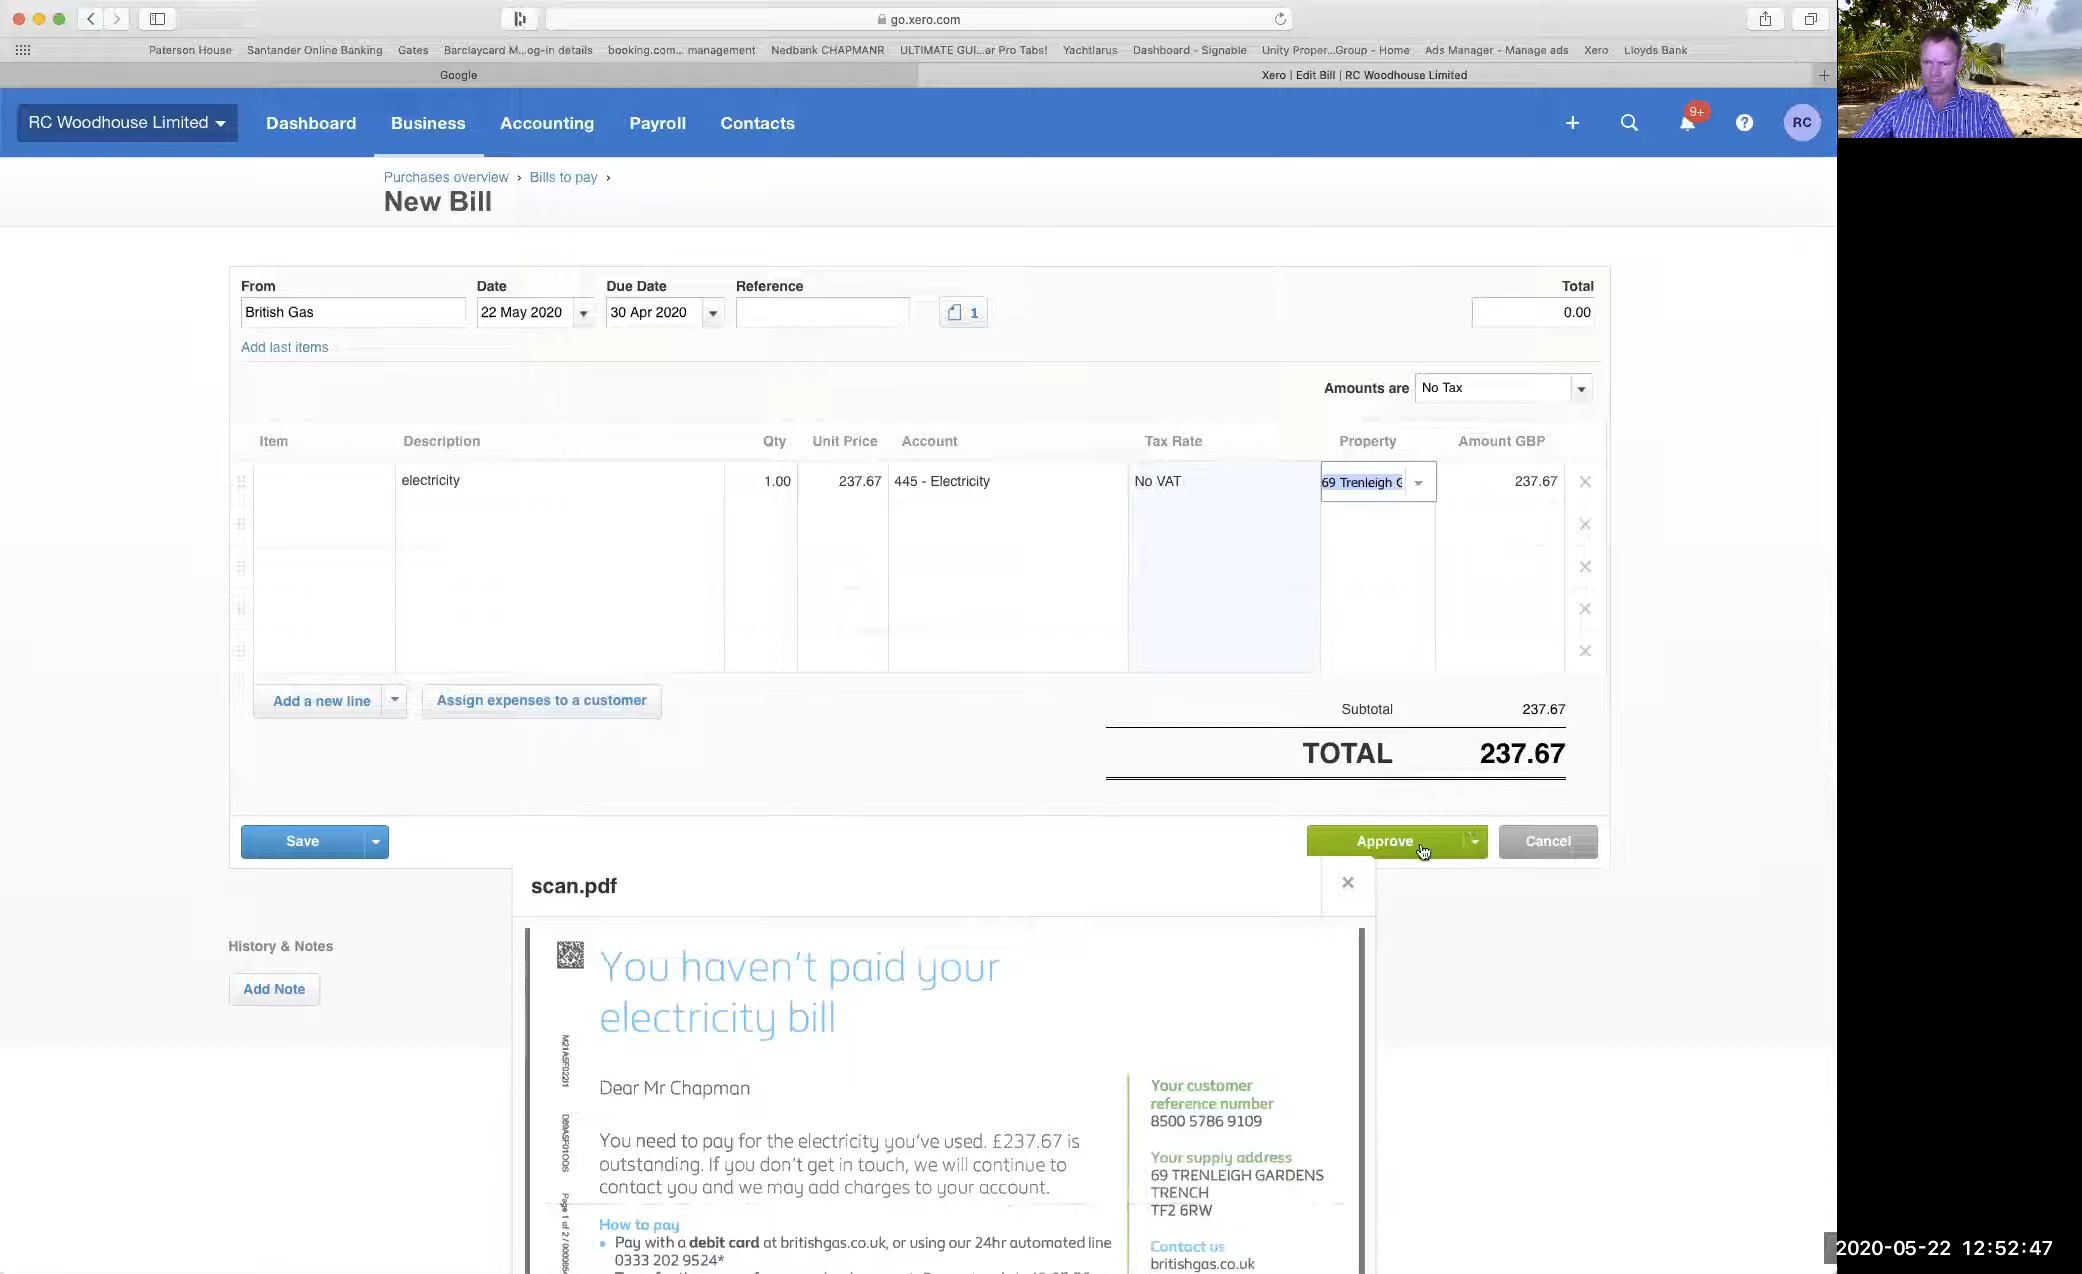 go.xero.com
Paterson House Santander Online Banking Gates Barclaycard M...og-in details booking.com... management Nedbank CHAPMANR ULTIMATE GUI...ar Pro Tabs! Yachtlarus Dashboard - Signable Unity Proper...Group - Home Ads Manager - Manage ads Xero Lloyds Bank
Google Xero | Edit Bill | RC Woodhouse Limited
RC Woodhouse Limited Dashboard Business Accounting Payroll Contacts 9+ RC
Purchases overview › Bills to pay ›
New Bill
From Date Due Date Reference Total
British Gas 22 May 2020 30 Apr 2020 1 0.00
Add last items
Amounts are No Tax
Item Description Qty Unit Price Account Tax Rate Property Amount GBP
electricity 1.00 237.67 445 - Electricity No VAT 69 Trenleigh G 237.67
Add a new line Assign expenses to a customer
Subtotal 237.67
TOTAL 237.67
Save Approve Cancel
scan.pdf
History & Notes
Add Note
You haven't paid your
electricity bill
Dear Mr Chapman
You need to pay for the electricity you've used. £237.67 is
outstanding. If you don't get in touch, we will continue to
contact you and we may add charges to your account.
How to pay
• Pay with a debit card at britishgas.co.uk, or using our 24hr automated line
0333 202 9524*
Your customer
reference number
8500 5786 9109
Your supply address
69 TRENLEIGH GARDENS
TRENCH
TF2 6RW
Contact us
britishgas.co.uk
2020-05-22 12:52:47